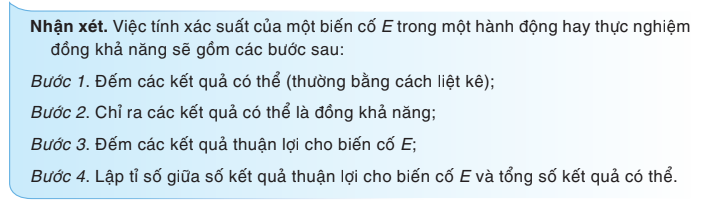 Nhận xét. Việc tính xác suất của một biến cố E trong một hành động hay thực nghiệm
đồng khả năng sẽ gồm các bước sau:
Bước 1. Đếm các kết quả có thể (thường bằng cách liệt kê);
Bước 2. Chỉ ra các kết quả có thể là đồng khả năng;
Bước 3. Đếm các kết quả thuận lợi cho biến cố E;
Bước 4. Lập tỉ số giữa số kết quả thuận lợi cho biến cố E và tổng số kết quả có thể.